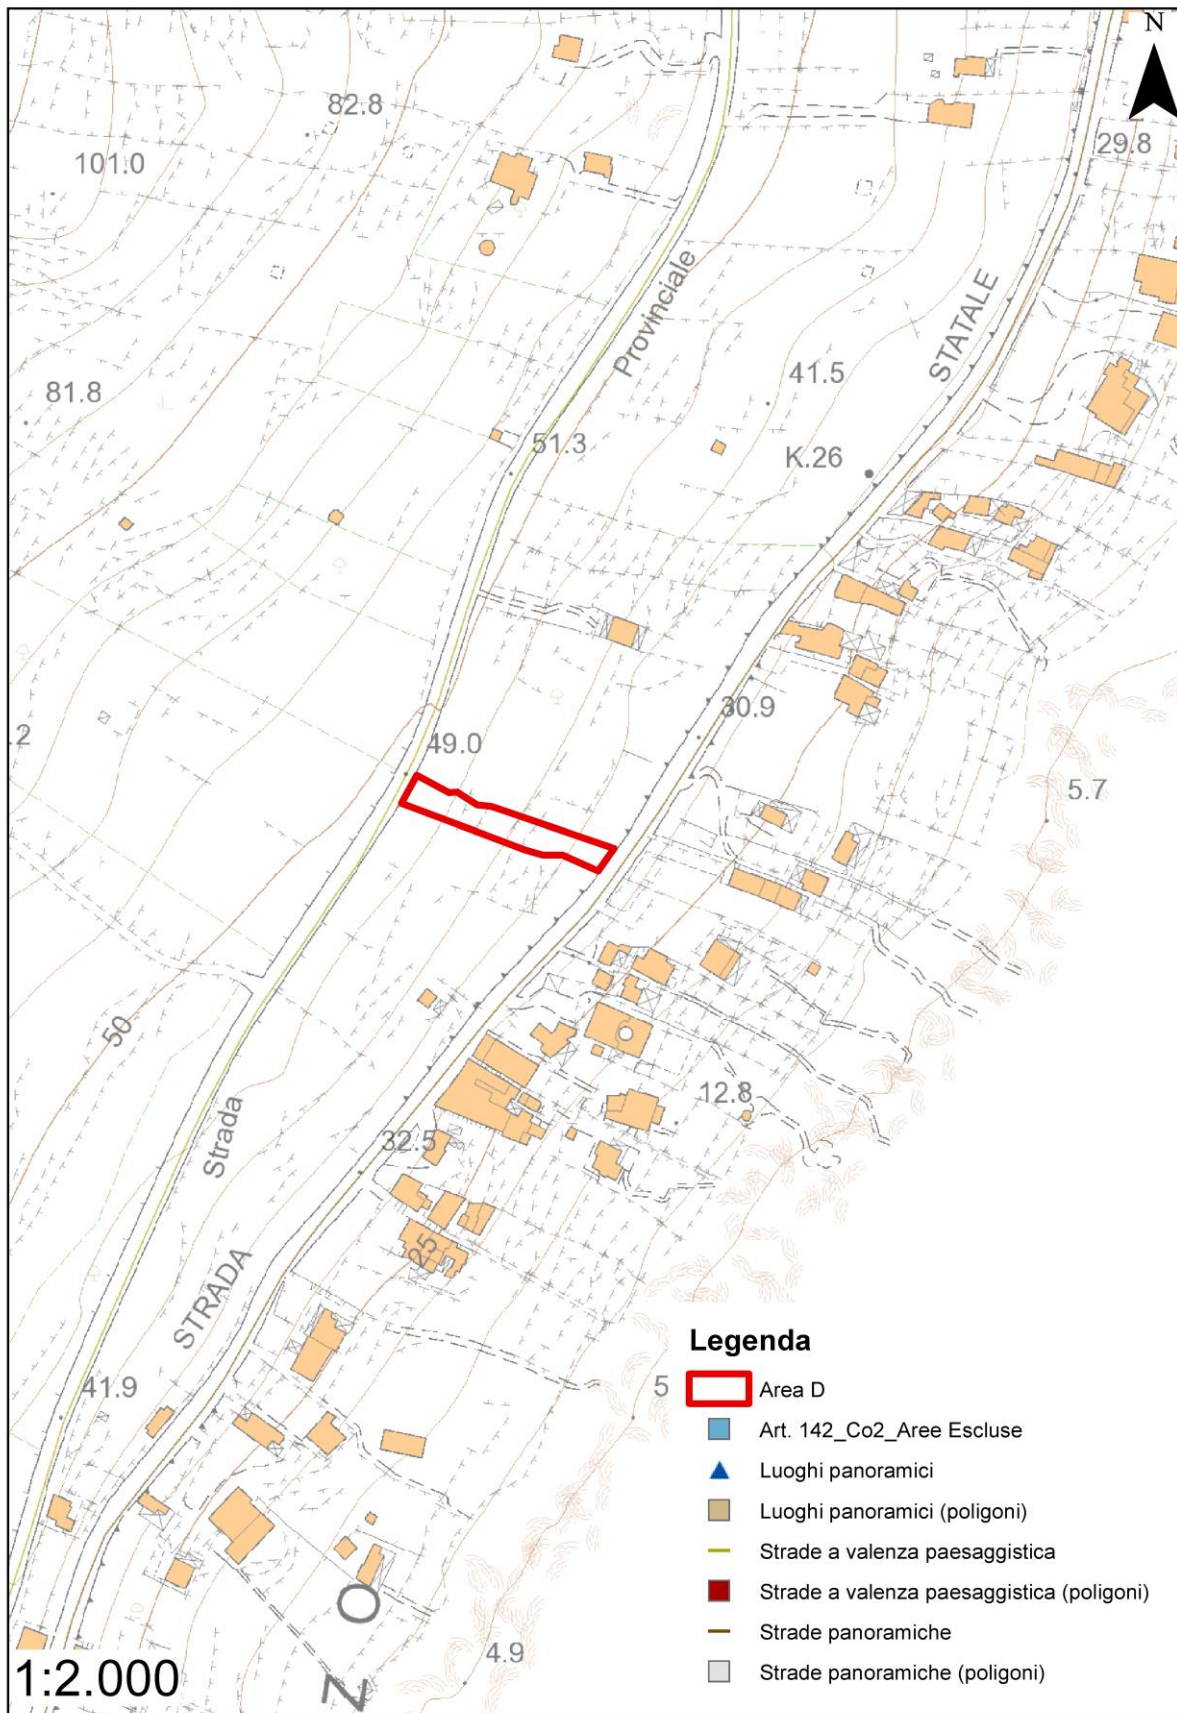 N
82.8
29.8
101.0
Provinciale
STATALE
41.5
81.8
51.3
K.26
30.9
.2
49.0
5.7
50
12.8
Strada
32.5
25
STRADA
Legenda
41.9
5
Area D
Art. 142_Co2_Aree Escluse
Luoghi panoramici
Luoghi panoramici (poligoni)
Strade a valenza paesaggistica
Strade a valenza paesaggistica (poligoni)
O
Strade panoramiche
4.9
Strade panoramiche (poligoni)
1:2.000
N